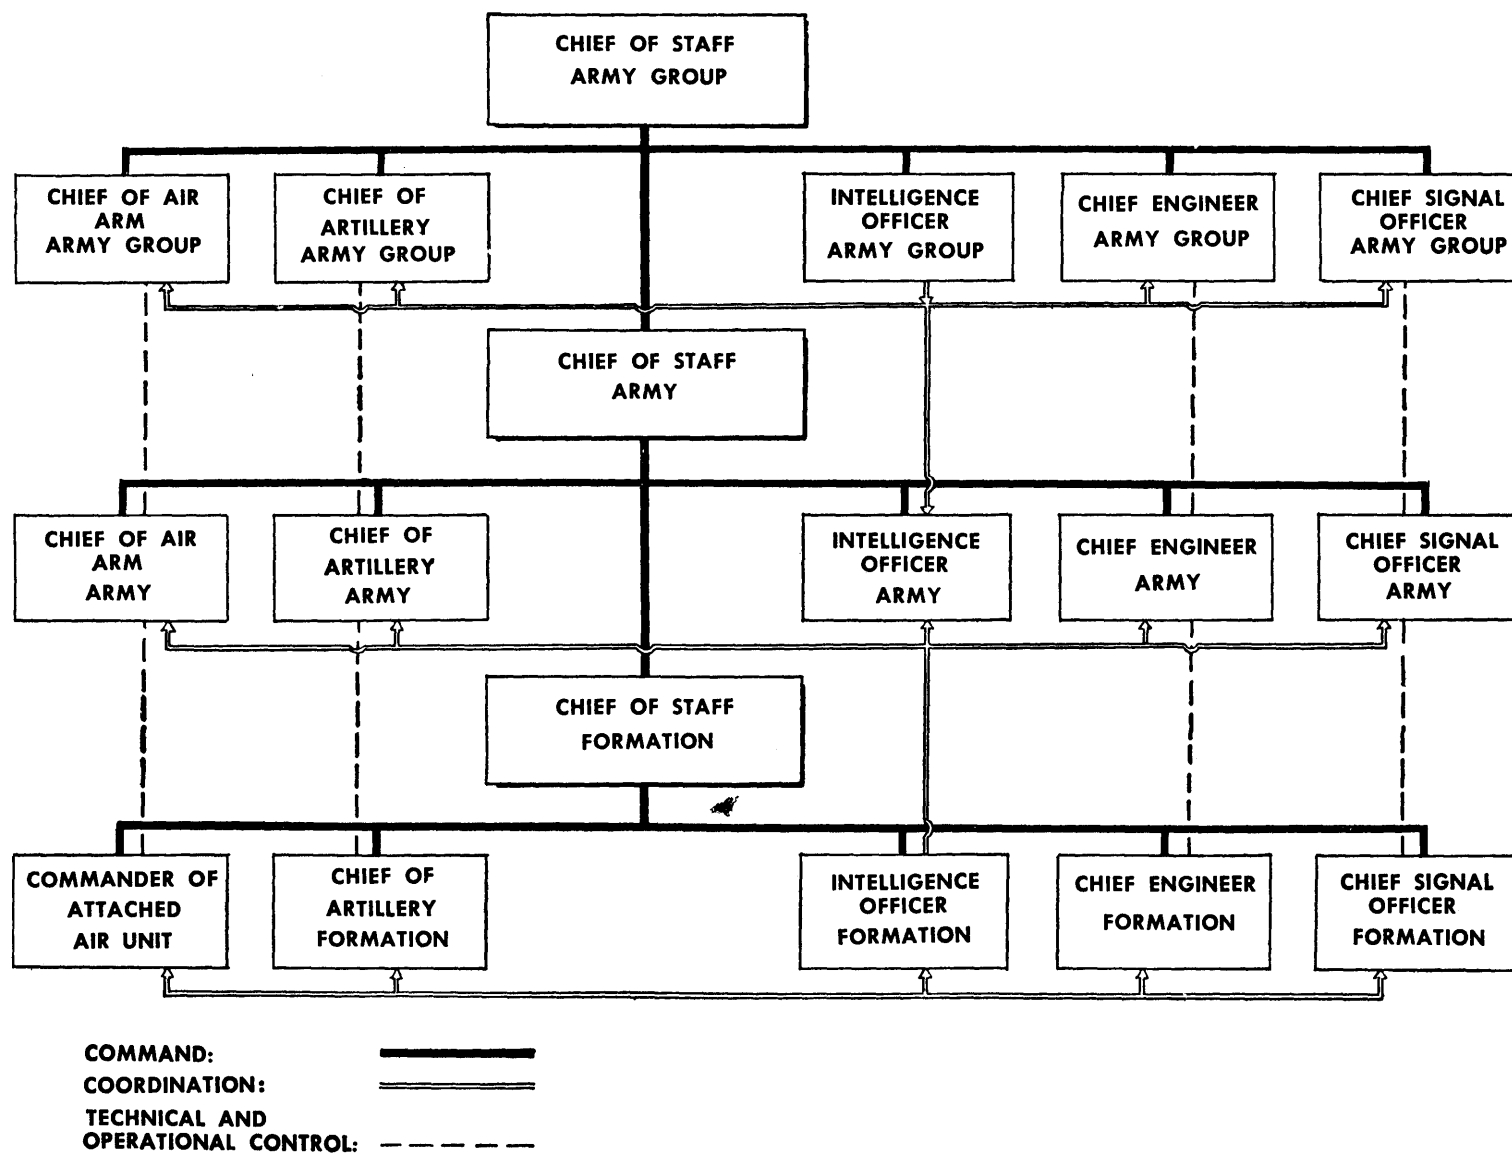 CHIEF OF STAFF
ARMY GROUP
CHIEF OF AIR
ARM
ARMY GROUP
CHIEF OF
ARTILLERY
ARMY GROUP
INTELLIGENCE
OFFICER
ARMY GROUP
CHIEF ENGINEER
ARMY GROUP
CHIEF SIGNAL
OFFICER
ARMY GROUP
CHIEF OF STAFF
ARMY
CHIEF OF AIR
ARM
ARMY
CHIEF OF
ARTILLERY
ARMY
INTELLIGENCE
OFFICER
ARMY
CHIEF ENGINEER
ARMY
CHIEF SIGNAL
OFFICER
ARMY
CHIEF OF STAFF
FORMATION
COMMANDER OF
ATTACHED
AIR UNIT
CHIEF OF
ARTILLERY
FORMATION
INTELLIGENCE
OFFICER
FORMATION
CHIEF ENGINEER
FORMATION
CHIEF SIGNAL
OFFICER
FORMATION
COMMAND:
COORDINATION:
TECHNICAL AND
OPERATIONAL CONTROL: